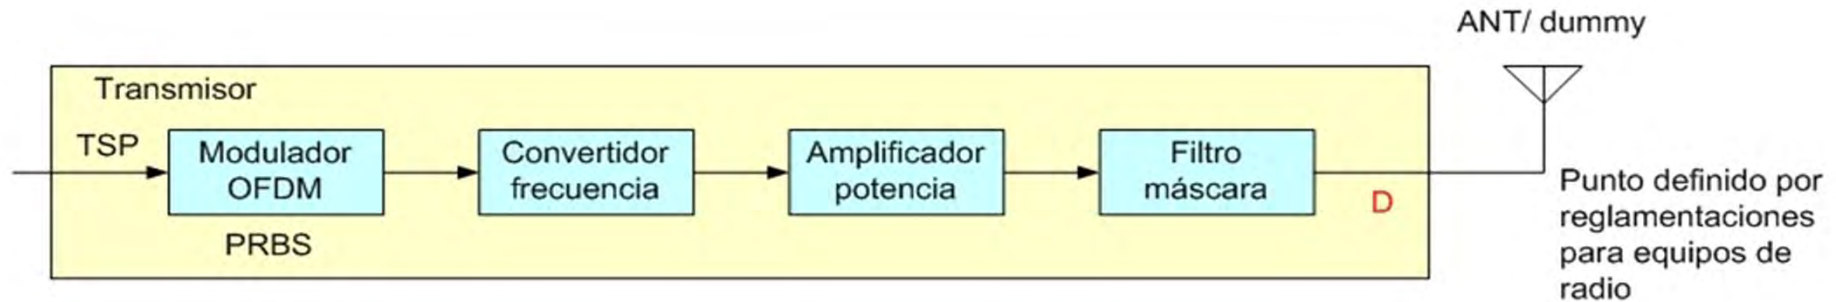 ANT/ dummy
Transmisor
TSP
Modulador
OFDM
PRBS
Convertidor
frecuencia
Amplificador
potencia
Filtro
máscara
D
Punto definido por
reglamentaciones
para equipos de
radio